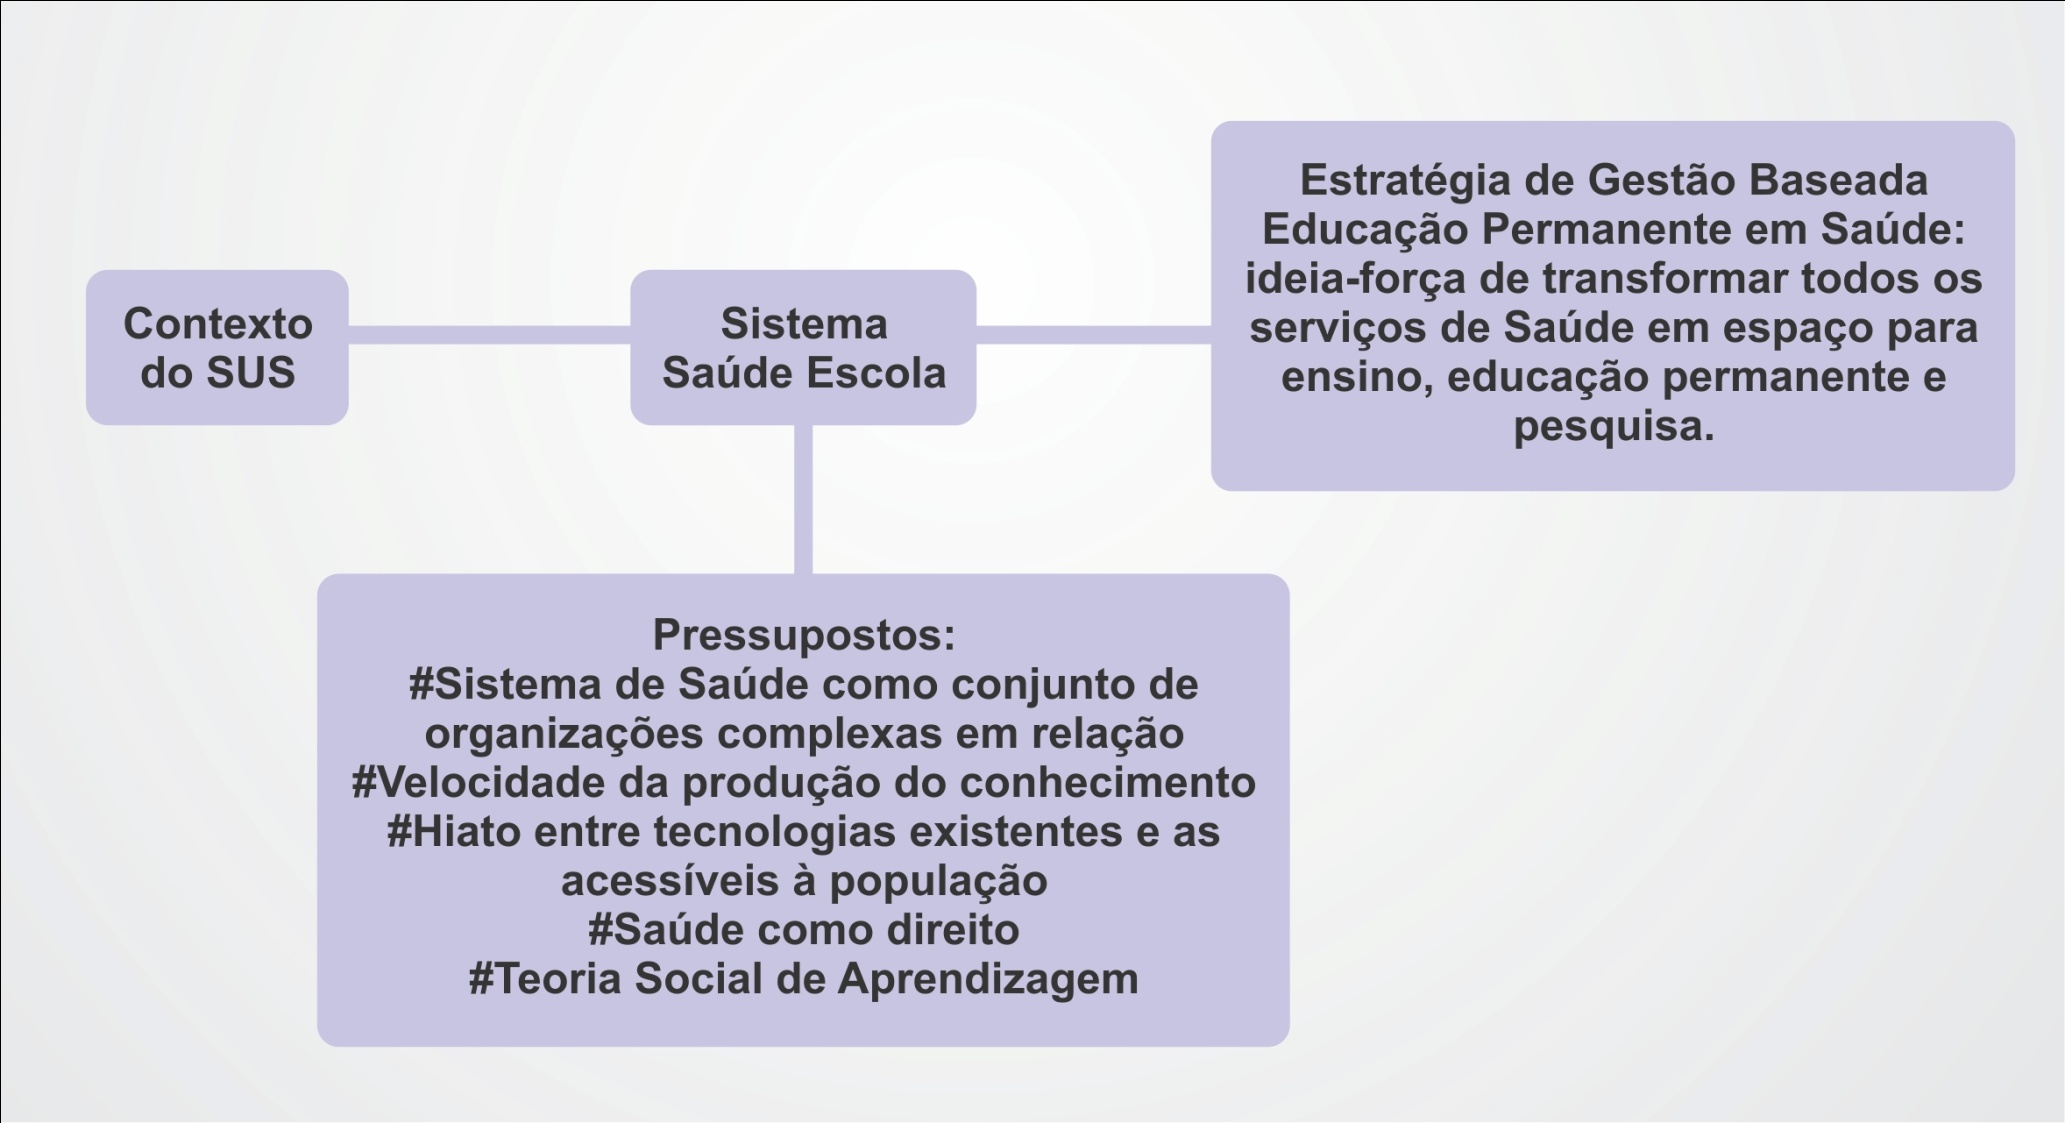 Contexto
do SUS
Sistema
Saúde Escola
Estratégia de Gestão Baseada
Educação Permanente em Saúde:
ideia-força de transformar todos os
serviços de Saúde em espaço para
ensino, educação permanente e
pesquisa.
Pressupostos:
#Sistema de Saúde como conjunto de
organizações complexas em relação
#Velocidade da produção do conhecimento
#Hiato entre tecnologias existentes e as
acessíveis à população
#Saúde como direito
#Teoria Social de Aprendizagem